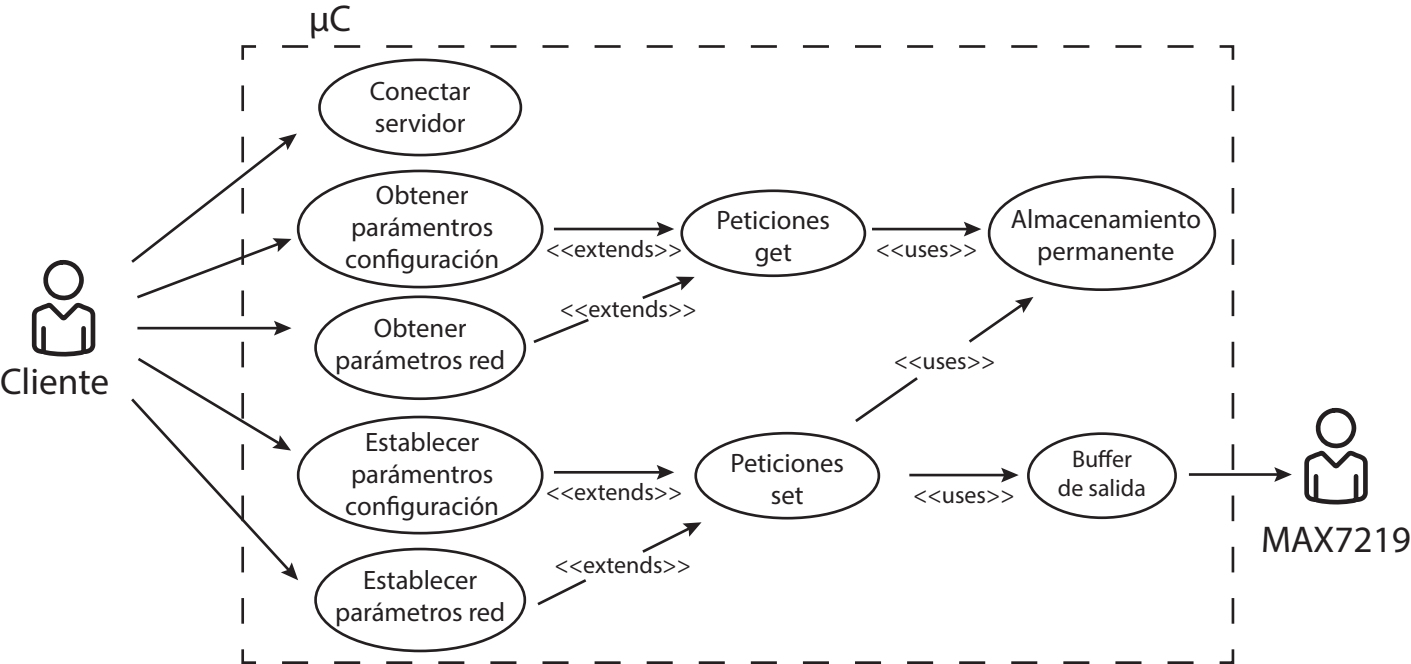 µC
Conectar
servidor
Obtener
parámentros
configuración
<<extends>>
Peticiones
get
<<uses>>
Almacenamiento
permanente
Obtener
parámetros red
<<extends>>
Cliente
<<uses>>
Establecer
parámentros
configuración
<<extends>>
Peticiones
set
<<uses>>
Buffer
de salida
MAX7219
Establecer
parámetros red
<<extends>>